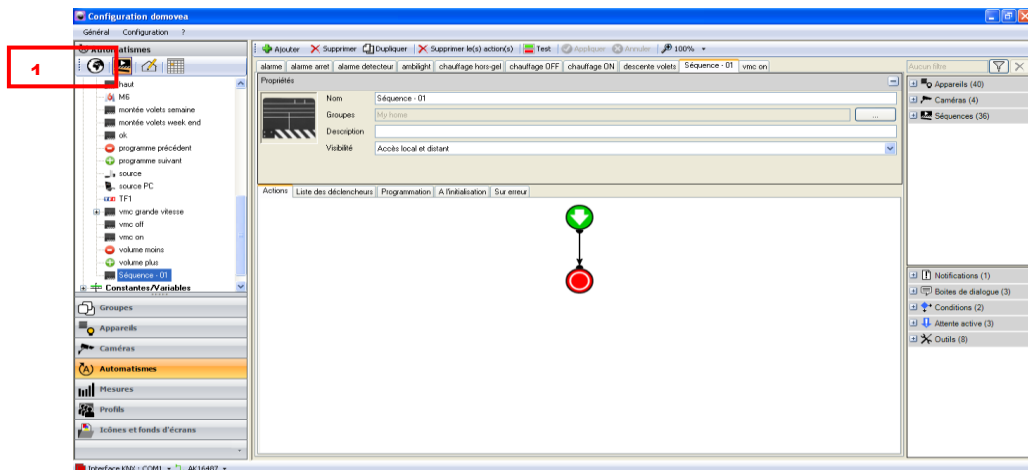 Configuration domovea
Général Configuration ?
1
Automatismes
Ajouter Supprimer Dupliquer Supprimer le(s) action(s) Test Appliquer Annuler 100%
alarme alarme arret alarme detecteur ambilight chauffage hors-gel chauffage OFF chauffage ON descente volets Séquence - 01 vmc on
Aucun filtre
haut
M6
montée volets semaine
montée volets week end
ok
programme précédent
programme suivant
source
source PC
TF1
vmc grande vitesse
vmc off
vmc on
volume moins
volume plus
Séquence - 01
Constantes/Variables
Groupes
Appareils
Caméras
Automatismes
Mesures
Profils
Icônes et fonds d'écrans
Propriétés
Nom Séquence - 01
Groupes My home ...
Description
Visibilité Accès local et distant
Actions Liste des déclencheurs Programmation A l'initialisation Sur erreur
Appareils (40)
Caméras (4)
Séquences (36)
Notifications (1)
Boites de dialogue (3)
Conditions (2)
Attente active (3)
Outils (8)
Interface KNX : COM1 AK16487